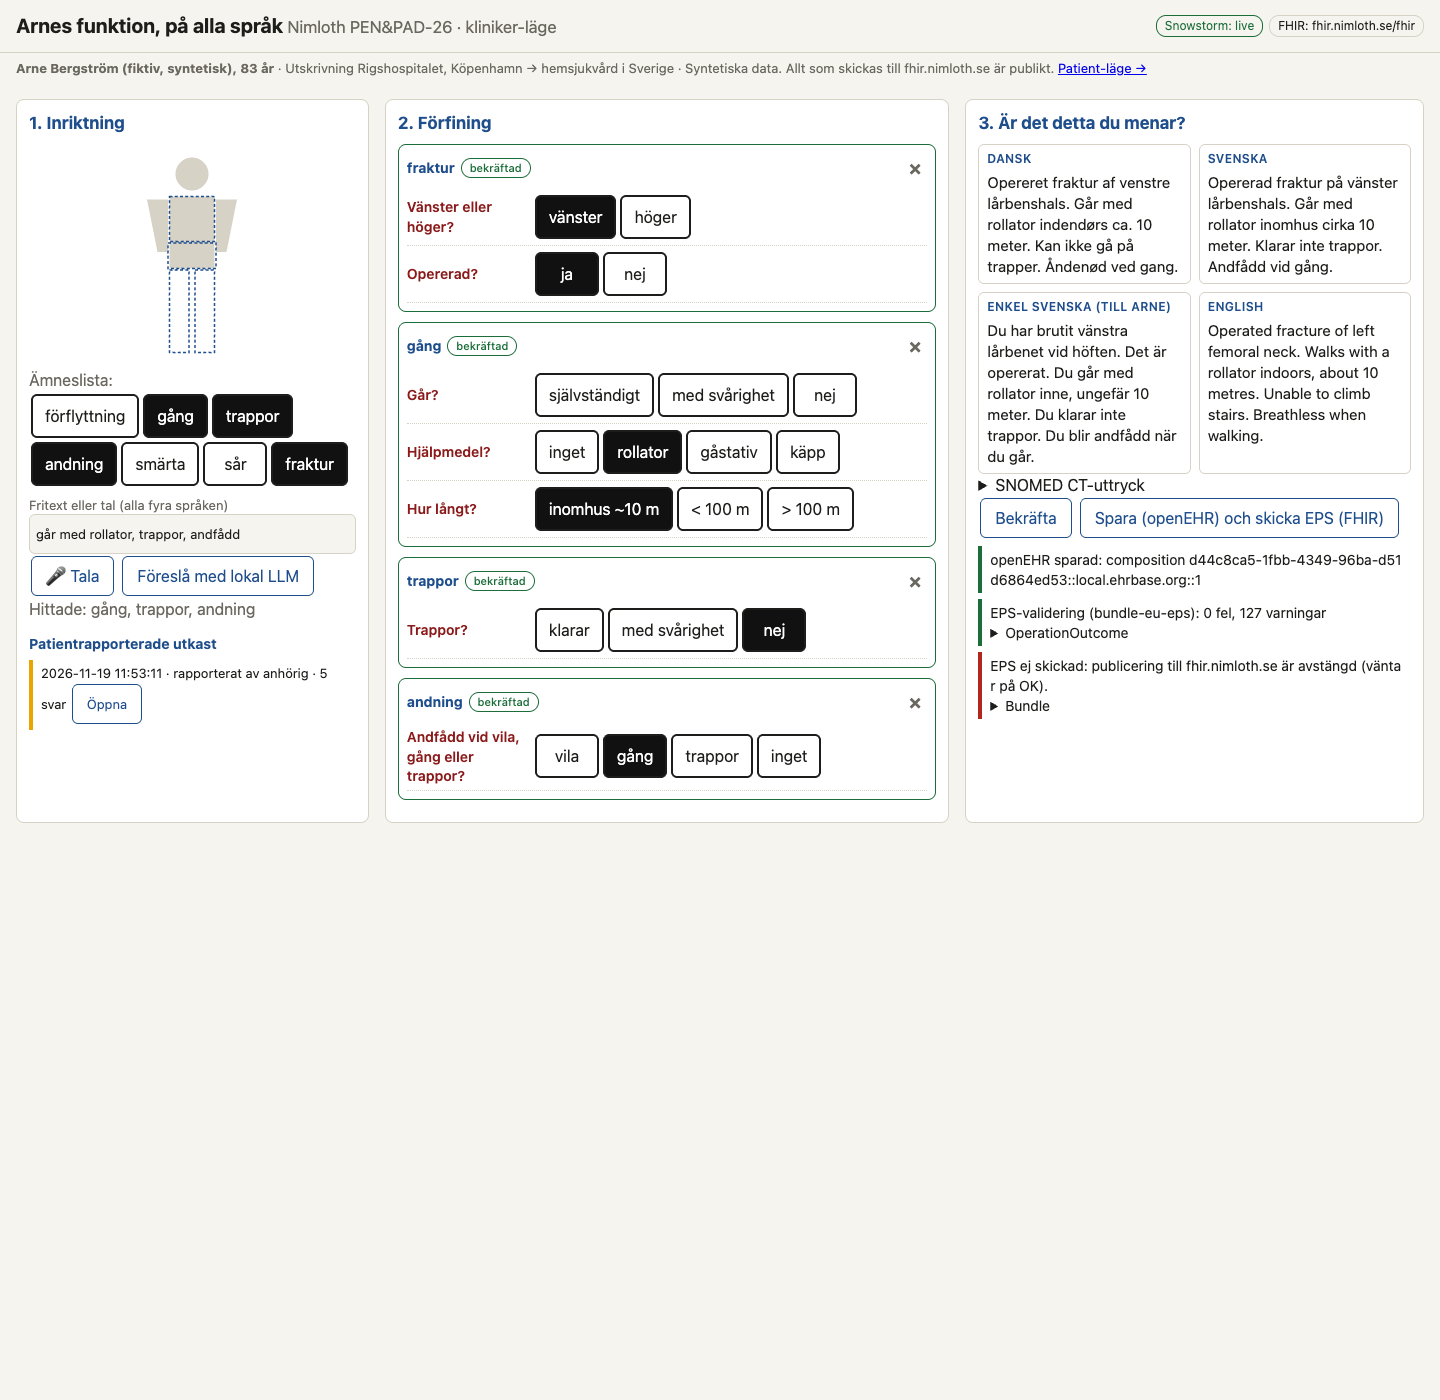 Arnes funktion, på alla språk Nimloth PEN&PAD-26 · kliniker-läge
Snowstorm: live
FHIR: fhir.nimloth.se/fhir
Arne Bergström (fiktiv, syntetisk), 83 år · Utskrivning Rigshospitalet, Köpenhamn → hemsjukvård i Sverige · Syntetiska data. Allt som skickas till fhir.nimloth.se är publikt. Patient-läge →
1. Inriktning
Ämneslista:
förflyttning gång trappor
andning smärta sår fraktur
Fritext eller tal (alla fyra språken)
går med rollator, trappor, andfådd
🎤 Tala Föreslå med lokal LLM
Hittade: gång, trappor, andning
Patientrapporterade utkast
2026-11-19 11:53:11 · rapporterat av anhörig · 5
svar Öppna
2. Förfining
fraktur bekräftad ×
Vänster eller
höger?
vänster höger
Opererad? ja nej
gång bekräftad ×
Går? självständigt med svårighet nej
Hjälpmedel? inget rollator gåstativ käpp
Hur långt? inomhus ~10 m < 100 m > 100 m
trappor bekräftad ×
Trappor? klarar med svårighet nej
andning bekräftad ×
Andfådd vid vila,
gång eller
trappor?
vila gång trappor inget
3. Är det detta du menar?
DANSK
Opereret fraktur af venstre
lårbenshals. Går med
rollator indendørs ca. 10
meter. Kan ikke gå på
trapper. Åndenød ved gang.
SVENSKA
Opererad fraktur på vänster
lårbenshals. Går med
rollator inomhus cirka 10
meter. Klarar inte trappor.
Andfådd vid gång.
ENKEL SVENSKA (TILL ARNE)
Du har brutit vänstra
lårbenet vid höften. Det är
opererat. Du går med
rollator inne, ungefär 10
meter. Du klarar inte
trappor. Du blir andfådd när
du går.
ENGLISH
Operated fracture of left
femoral neck. Walks with a
rollator indoors, about 10
metres. Unable to climb
stairs. Breathless when
walking.
▶ SNOMED CT-uttryck
Bekräfta Spara (openEHR) och skicka EPS (FHIR)
openEHR sparad: composition d44c8ca5-1fbb-4349-96ba-d51
d6864ed53::local.ehrbase.org::1
EPS-validering (bundle-eu-eps): 0 fel, 127 varningar
▶ OperationOutcome
EPS ej skickad: publicering till fhir.nimloth.se är avstängd (vänta
r på OK).
▶ Bundle